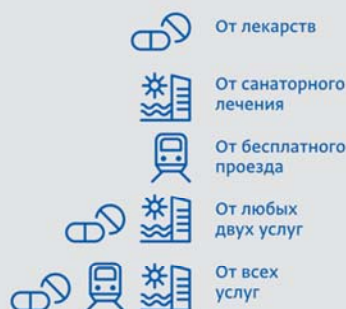 От лекарств
От санаторного
лечения
От бесплатного
проезда
От любых
двух услуг
От всех
услуг